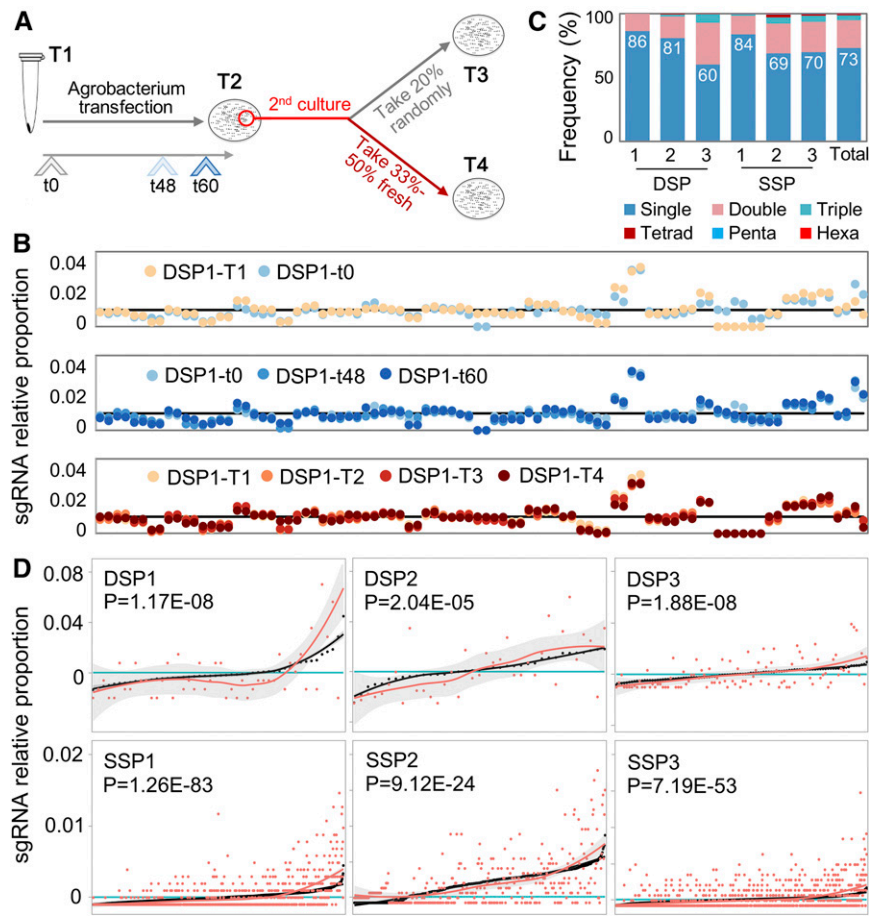 A
T1
Agrobacterium
transfection
T2
2nd culture
Take 20%
randomly
T3
Take 33%-
50% fresh
T4
t0
t48
t60
C
Frequency (%)
100
50
0
86
81
60
84
69
70
73
1
2
3
1
2
3
Total
DSP
SSP
Single
Double
Triple
Tetrad
Penta
Hexa
B
sgRNA relative proportion
0.04
0.02
0
DSP1-T1
DSP1-t0
0.04
0.02
0
DSP1-t0
DSP1-t48
DSP1-t60
0.04
0.02
0
DSP1-T1
DSP1-T2
DSP1-T3
DSP1-T4
D
sgRNA relative proportion
0.08
0.04
0
DSP1
P=1.17E-08
DSP2
P=2.04E-05
DSP3
P=1.88E-08
0.02
0.01
0
SSP1
P=1.26E-83
SSP2
P=9.12E-24
SSP3
P=7.19E-53